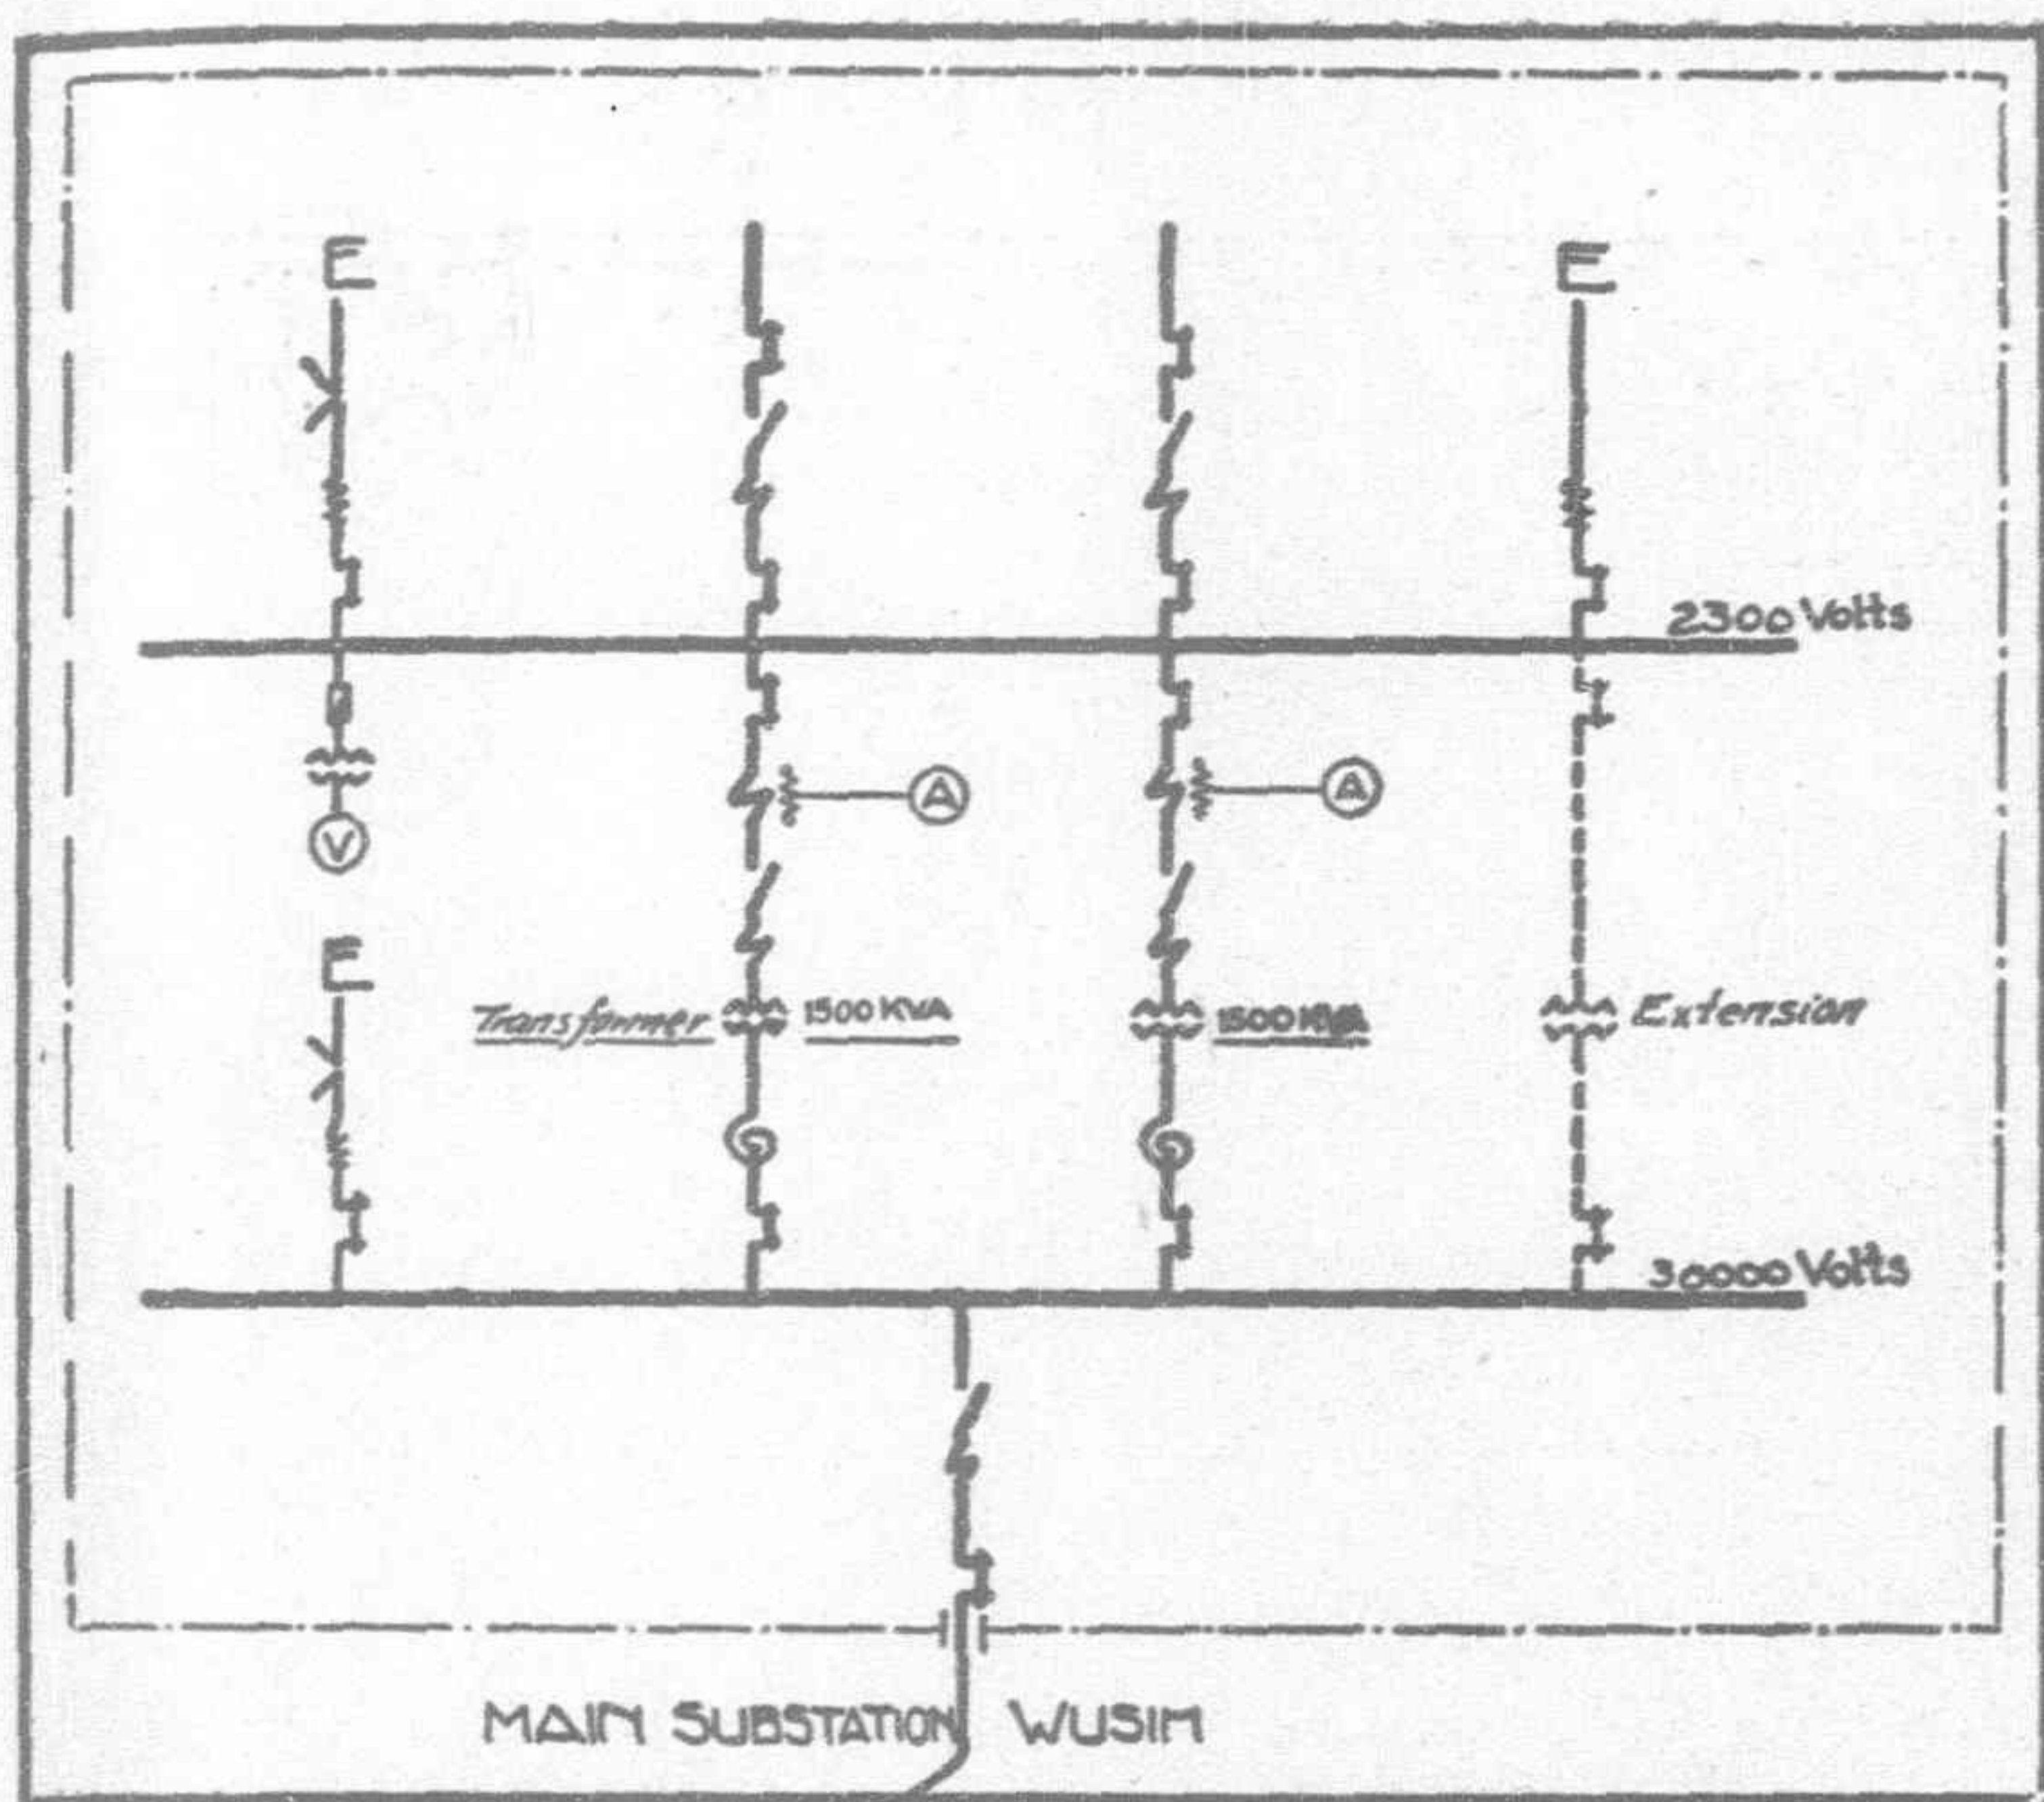 E
E
2300 Volts
A
A
V
E
Transformer 1500 KVA
1500 KVA
Extension
30000 Volts
MAIN SUBSTATION WUSIM